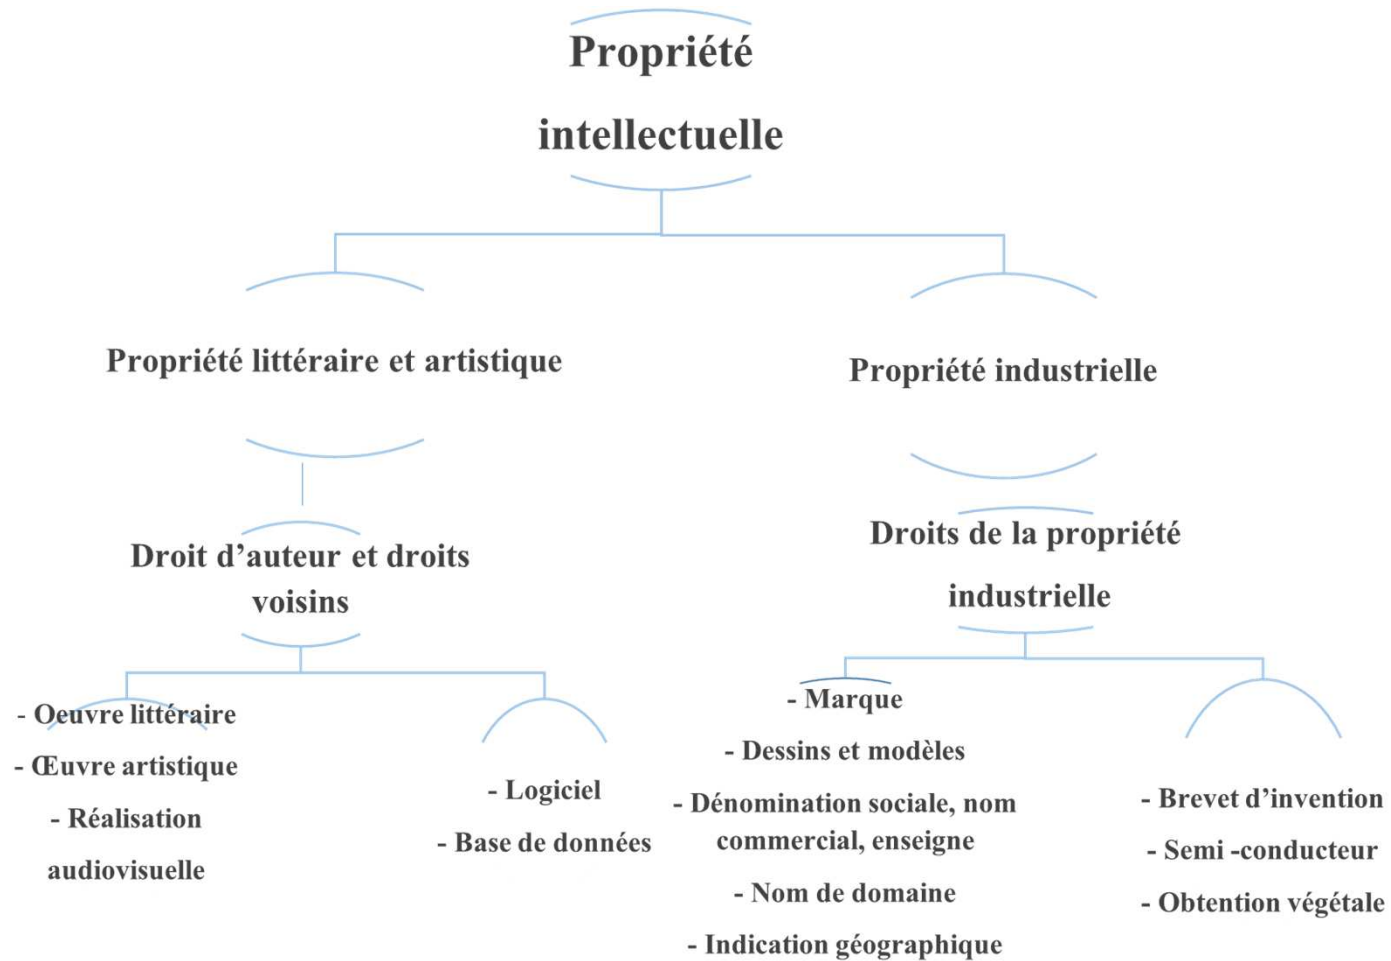 Propriété
intellectuelle
Propriété littéraire et artistique
Propriété industrielle
Droit d’auteur et droits
voisins
Droits de la propriété
industrielle
- Oeuvre littéraire
- Œuvre artistique
- Réalisation
audiovisuelle
- Logiciel
- Base de données
- Marque
- Dessins et modèles
- Dénomination sociale, nom
commercial, enseigne
- Nom de domaine
- Indication géographique
- Brevet d’invention
- Semi -conducteur
- Obtention végétale